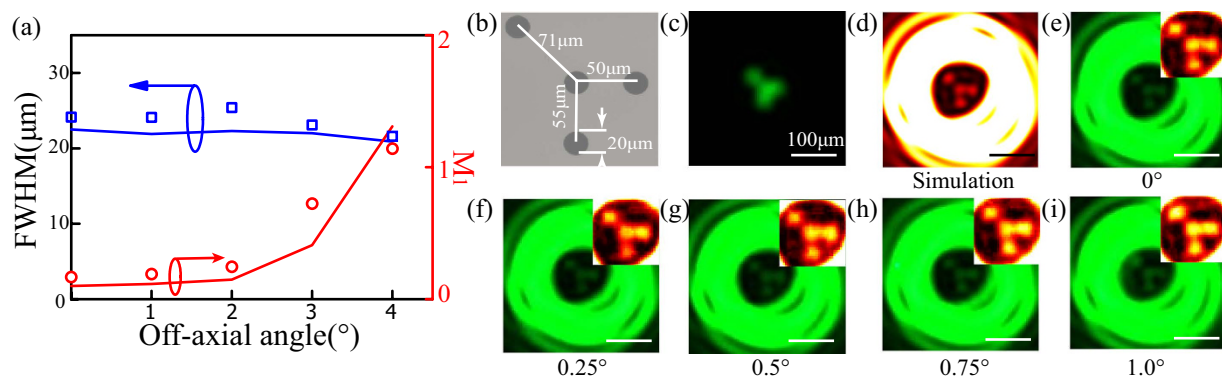 (a)
FWHM(μm)
30
20
10
0
1
2
3
4
Off-axial angle(°)
2
1
0
M1
(b)
71μm
50μm
55μm
20μm
(c)
100μm
(d)
Simulation
(e)
0°
(f)
0.25°
(g)
0.5°
(h)
0.75°
(i)
1.0°